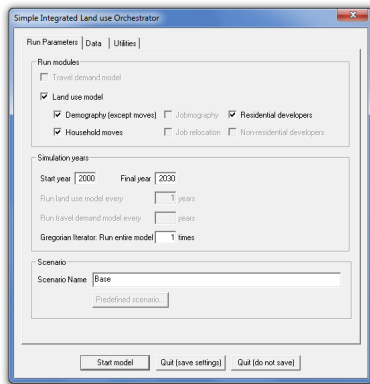 Simple Integrated Land use Orchestrator
Run Parameters Data Utilities
Run modules
Travel demand model
Land use model
Demography (except moves) Jobmography Residential developers
Household moves Job relocation Non-residential developers
Simulation years
Start year 2000 Final year 2030
Run land use model every 1 years
Run travel demand model every years
Gregorian Iterator: Run entire model 1 times
Scenario
Scenario Name Base
Predefined scenario...
Start model Quit (save settings) Quit (do not save)